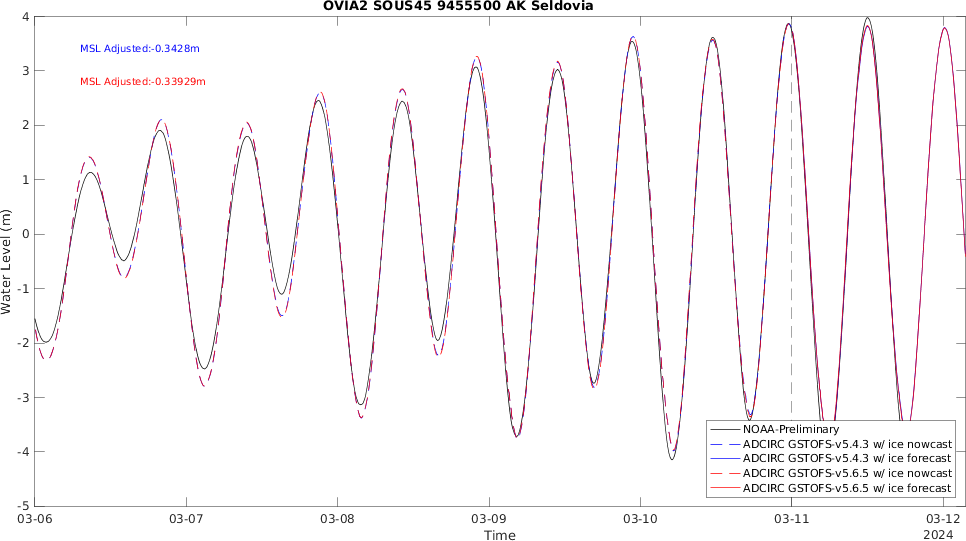 OVIA2 SOUS45 9455500 AK Seldovia
MSL Adjusted:-0.3428m
MSL Adjusted:-0.33929m
Water Level (m)
4
3
2
1
0
-1
-2
-3
-4
-5
NOAA-Preliminary
ADCIRC GSTOFS-v5.4.3 w/ ice nowcast
ADCIRC GSTOFS-v5.4.3 w/ ice forecast
ADCIRC GSTOFS-v5.6.5 w/ ice nowcast
ADCIRC GSTOFS-v5.6.5 w/ ice forecast
03-06 03-07 03-08 03-09 03-10 03-11 03-12
Time
2024